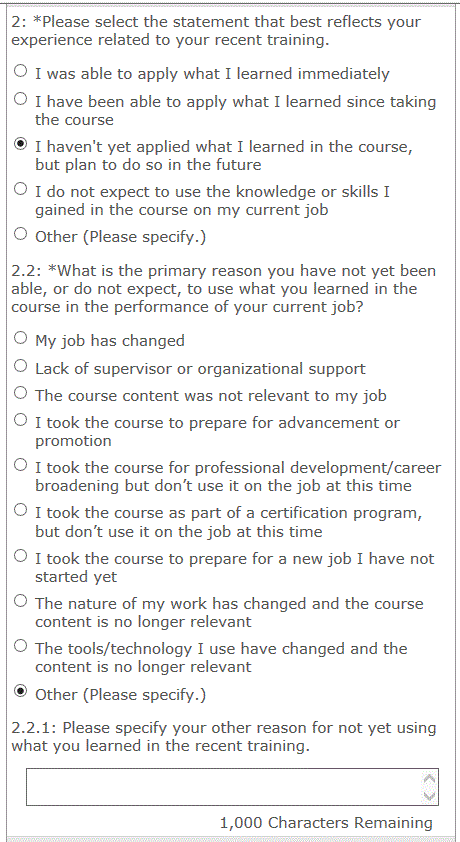 2: *Please select the statement that best reflects your
experience related to your recent training.
I was able to apply what I learned immediately
I have been able to apply what I learned since taking
the course
I haven't yet applied what I learned in the course,
but plan to do so in the future
I do not expect to use the knowledge or skills I
gained in the course on my current job
Other (Please specify.)
2.2: *What is the primary reason you have not yet been
able, or do not expect, to use what you learned in the
course in the performance of your current job?
My job has changed
Lack of supervisor or organizational support
The course content was not relevant to my job
I took the course to prepare for advancement or
promotion
I took the course for professional development/career
broadening but don’t use it on the job at this time
I took the course as part of a certification program,
but don’t use it on the job at this time
I took the course to prepare for a new job I have not
started yet
The nature of my work has changed and the course
content is no longer relevant
The tools/technology I use have changed and the
content is no longer relevant
Other (Please specify.)
2.2.1: Please specify your other reason for not yet using
what you learned in the recent training.
1,000 Characters Remaining